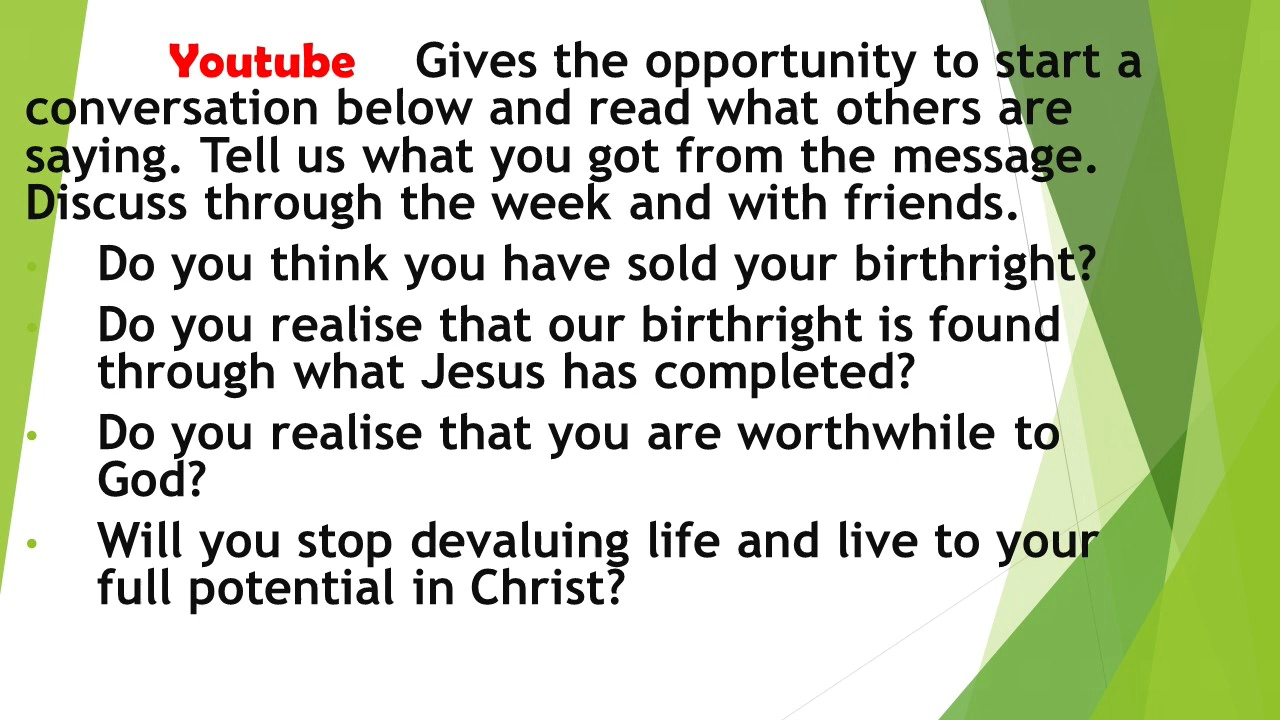 Youtube Gives the opportunity to start a
conversation below and read what others are
saying. Tell us what you got from the message.
Discuss through the week and with friends.
• Do you think you have sold your birthright?
• Do you realise that our birthright is found
through what Jesus has completed?
• Do you realise that you are worthwhile to
God?
• Will you stop devaluing life and live to your
full potential in Christ?